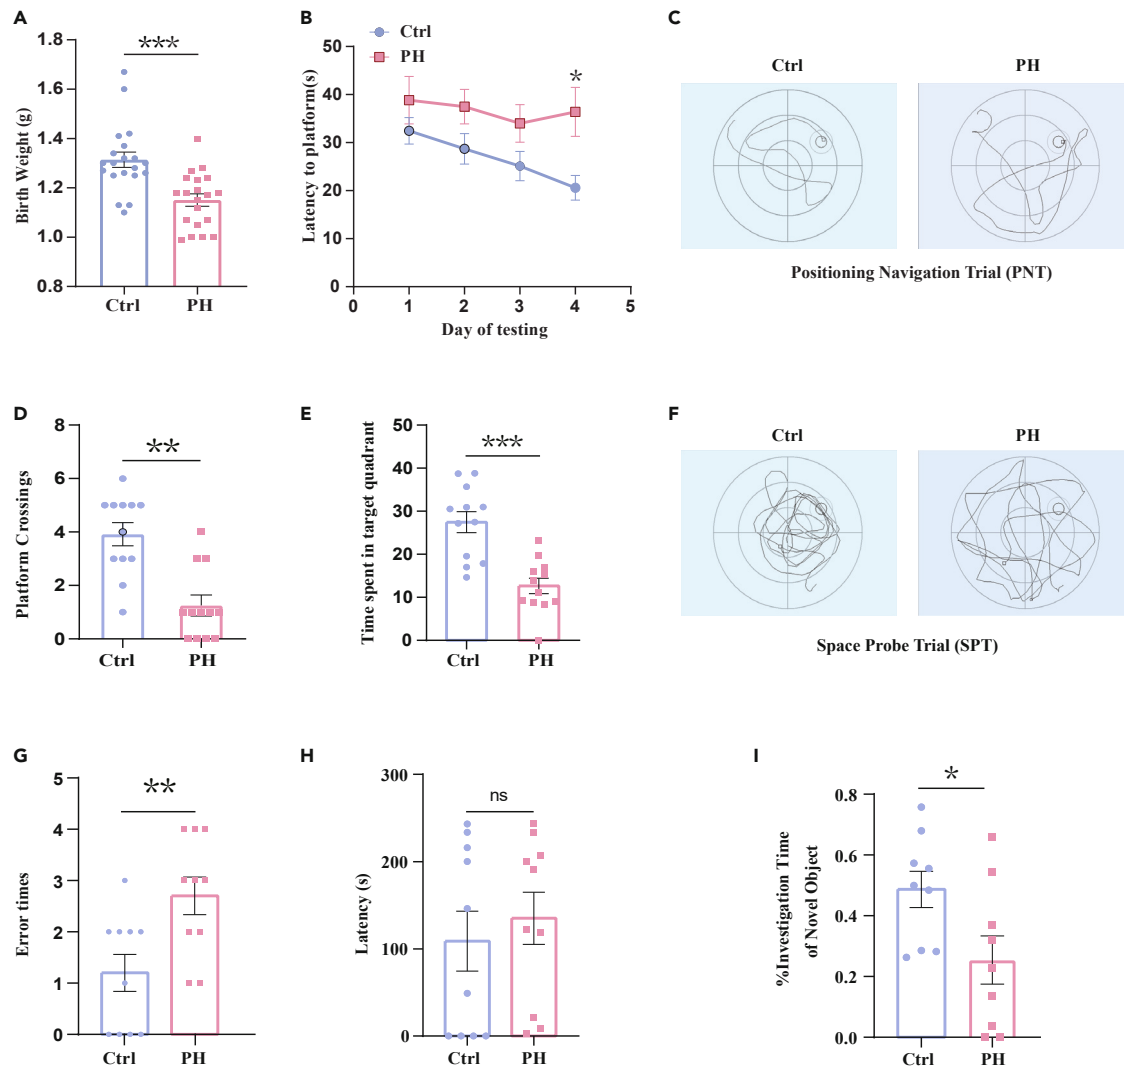 A
1.8
1.6
1.4
1.2
1.0
0.8
Birth Weight (g)
***
Ctrl
PH
B
Ctrl
PH
50
40
30
20
10
0
Latency to platform(s)
*
0
1
2
3
4
5
Day of testing
C
Ctrl
PH
Positioning Navigation Trial (PNT)
D
8
6
4
2
0
Platform Crossings
**
Ctrl
PH
E
50
40
30
20
10
0
Time spent in target quadrant
***
Ctrl
PH
F
Ctrl
PH
Space Probe Trial (SPT)
G
5
4
3
2
1
0
Error times
**
Ctrl
PH
H
300
200
100
0
Latency (s)
ns
Ctrl
PH
I
0.8
0.6
0.4
0.2
0.0
%Investigation Time
of Novel Object
*
Ctrl
PH